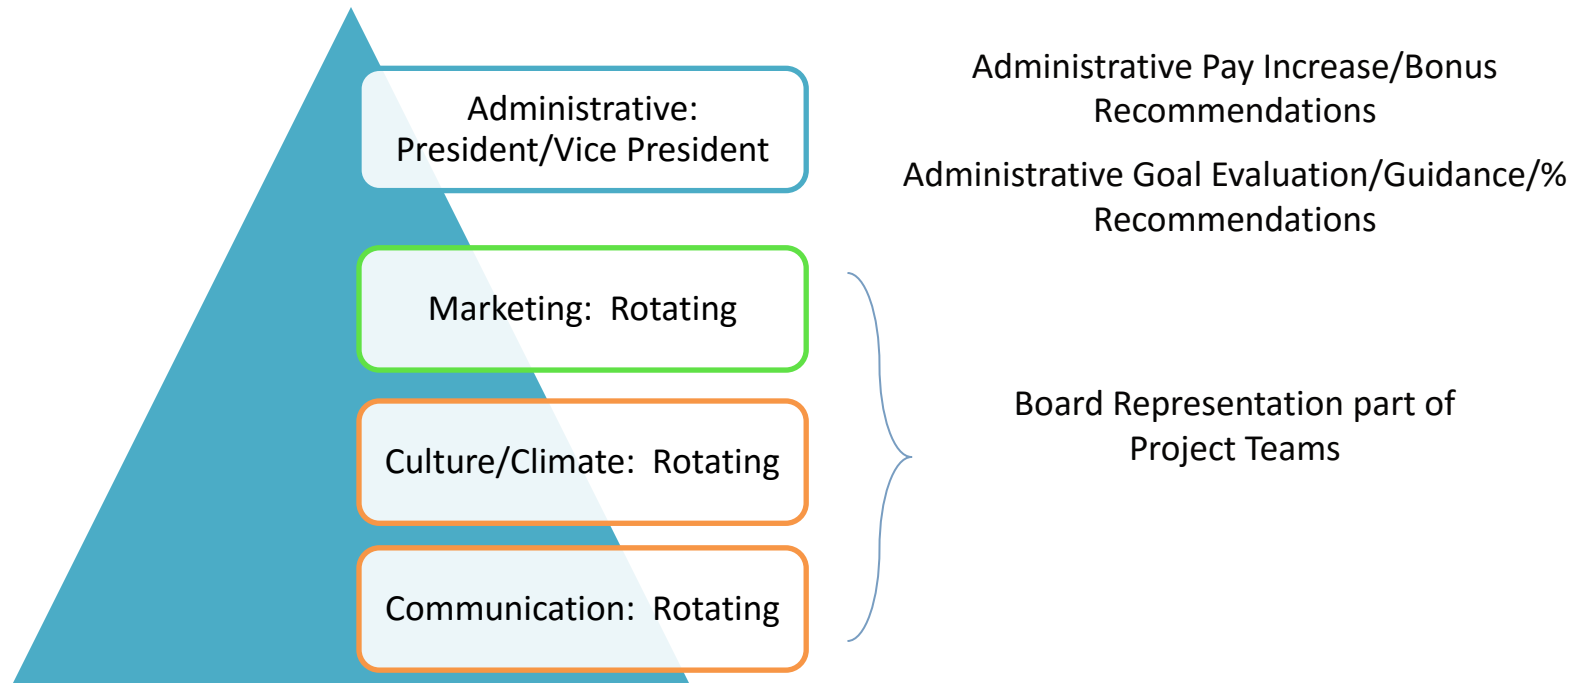 Administrative:
President/Vice President
Administrative Pay Increase/Bonus
Recommendations
Administrative Goal Evaluation/Guidance/%
Recommendations
Marketing:  Rotating
Culture/Climate:  Rotating
Communication:  Rotating
Board Representation part of
Project Teams